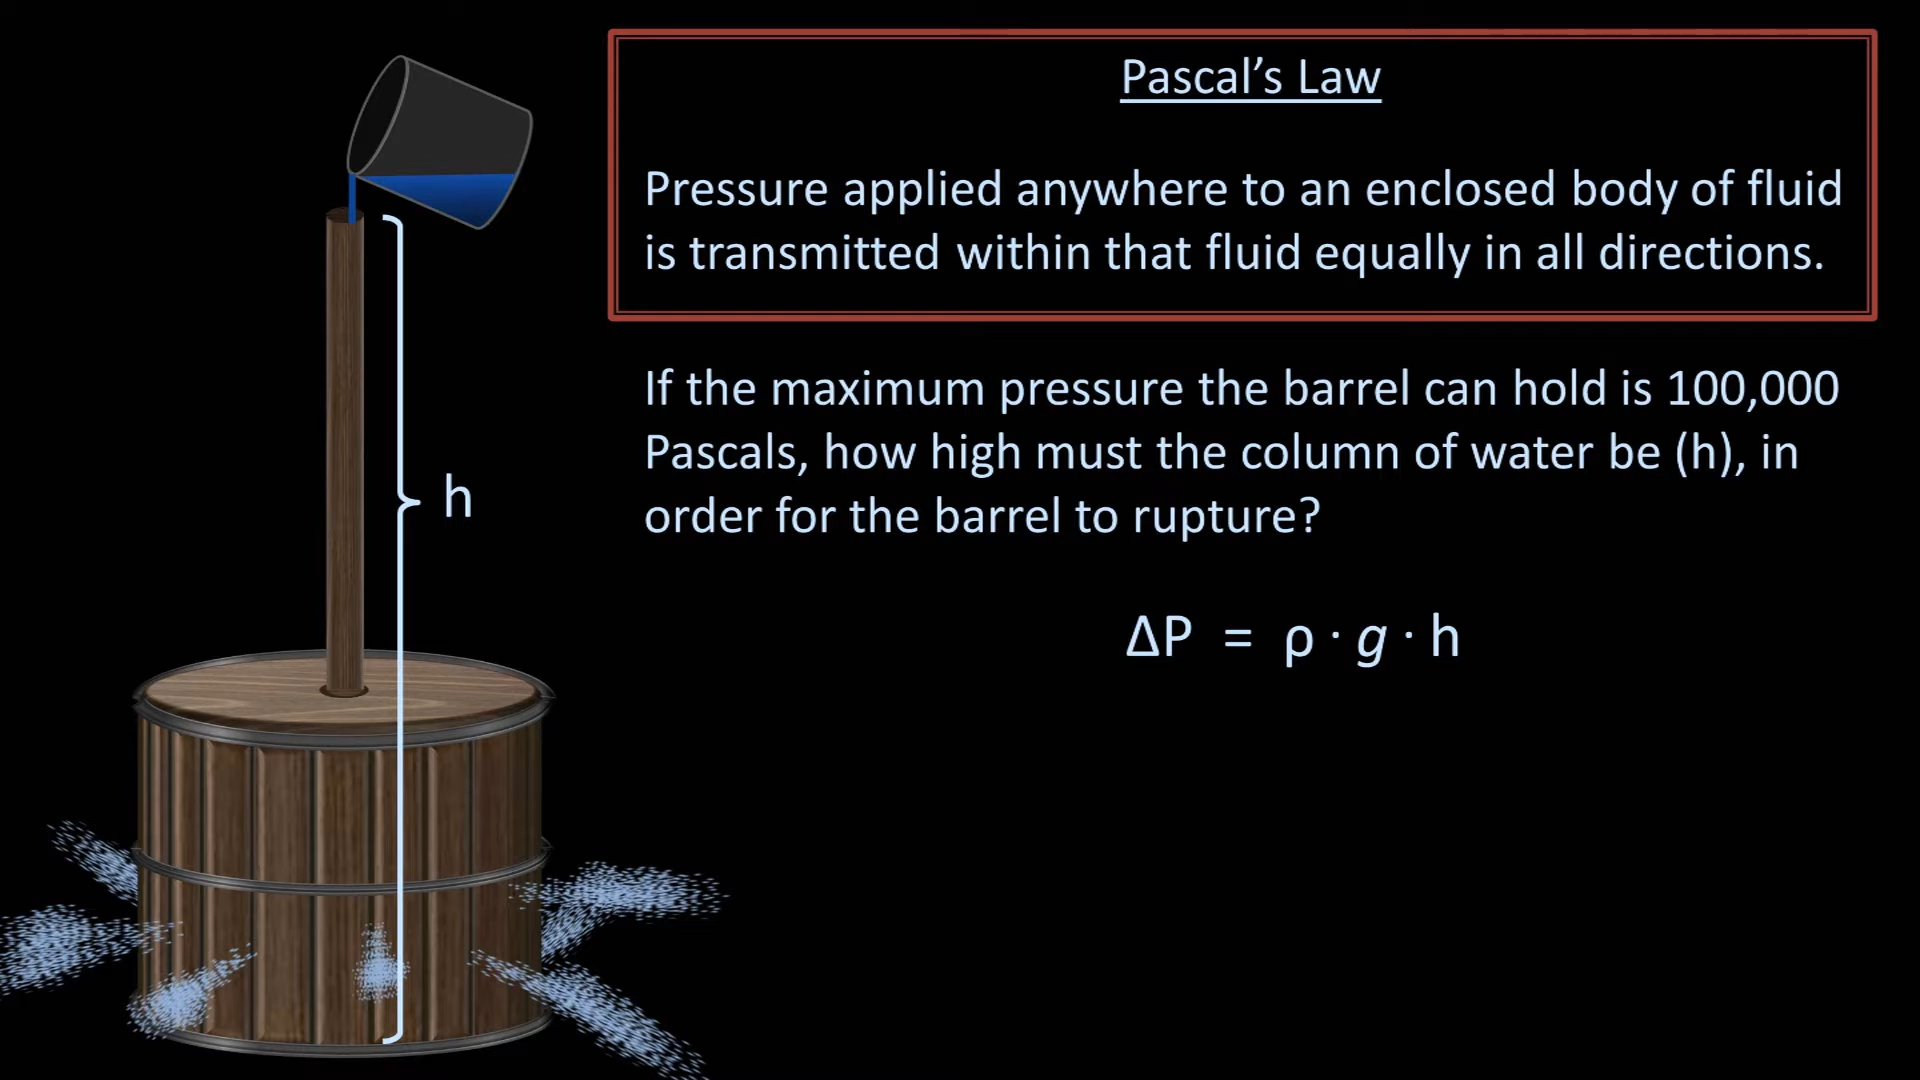 Pascal’s Law
Pressure applied anywhere to an enclosed body of fluid
is transmitted within that fluid equally in all directions.
If the maximum pressure the barrel can hold is 100,000
Pascals, how high must the column of water be (h), in
order for the barrel to rupture?
h
ΔP = ρ · g · h